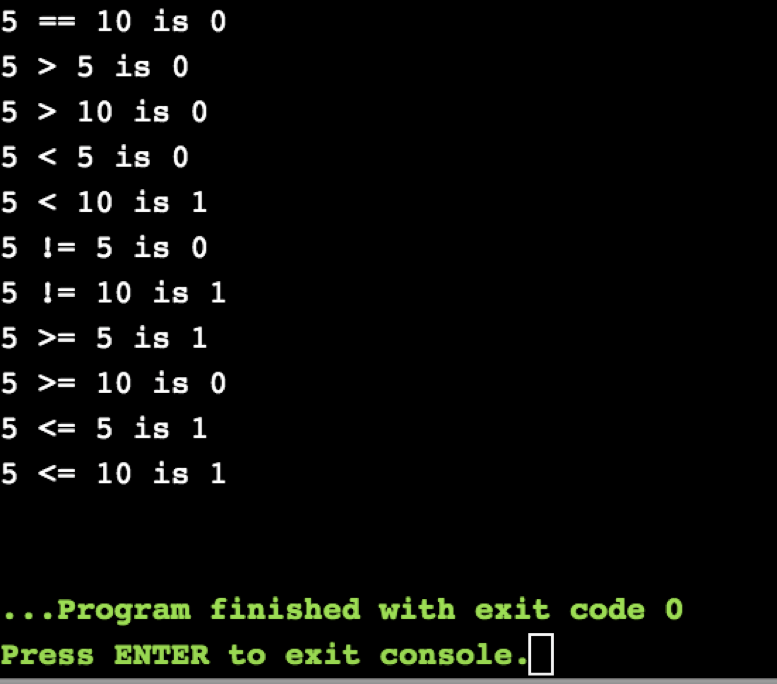 5 == 10 is 0
5 > 5 is 0
5 > 10 is 0
5 < 5 is 0
5 < 10 is 1
5 != 5 is 0
5 != 10 is 1
5 >= 5 is 1
5 >= 10 is 0
5 <= 5 is 1
5 <= 10 is 1
...Program finished with exit code 0
Press ENTER to exit console.